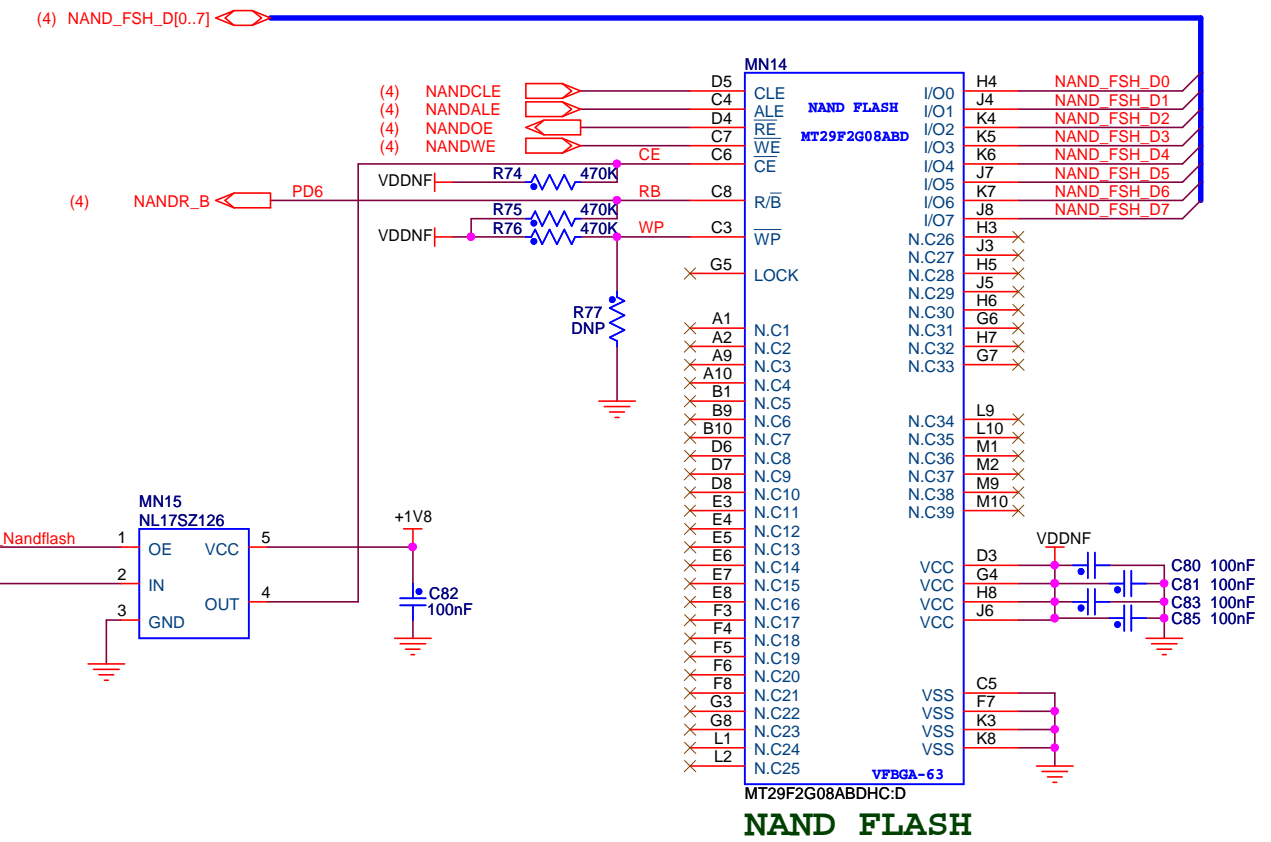 (4) NAND_FSH_D[0..7]
MN14
(4) NANDCLE
(4) NANDALE
(4) NANDOE
(4) NANDWE
D5 CLE
C4 ALE
D4 RE
C7 WE
C6 CE
CE
NAND FLASH
MT29F2G08ABD
I/O0 H4 NAND_FSH_D0
I/O1 J4 NAND_FSH_D1
I/O2 K4 NAND_FSH_D2
I/O3 K5 NAND_FSH_D3
I/O4 K6 NAND_FSH_D4
I/O5 J7 NAND_FSH_D5
I/O6 K7 NAND_FSH_D6
I/O7 J8 NAND_FSH_D7
VDDNF R74 470K
(4) NANDR_B PD6 RB C8 R/B
R75 470K
VDDNF R76 470K WP C3 WP
G5 LOCK
R77
DNP
N.C26 H3
N.C27 J3
N.C28 H5
N.C29 J5
N.C30 H6
N.C31 G6
N.C32 H7
N.C33 G7
A1 N.C1
A2 N.C2
A9 N.C3
A10 N.C4
B1 N.C5
B9 N.C6
B10 N.C7
D6 N.C8
D7 N.C9
D8 N.C10
E3 N.C11
E4 N.C12
E5 N.C13
E6 N.C14
E7 N.C15
E8 N.C16
F3 N.C17
F4 N.C18
F5 N.C19
F6 N.C20
F8 N.C21
G3 N.C22
G8 N.C23
L1 N.C24
L2 N.C25
N.C34 L9
N.C35 L10
N.C36 M1
N.C37 M2
N.C38 M9
N.C39 M10
MN15
NL17SZ126
_Nandflash 1 OE VCC 5
2 IN
OUT 4
3 GND
+1V8
C82
100nF
VDDNF
VCC D3 C80 100nF
VCC G4 C81 100nF
VCC H8 C83 100nF
VCC J6 C85 100nF
VSS C5
VSS F7
VSS K3
VSS K8
VFBGA-63
MT29F2G08ABDHC:D
NAND FLASH